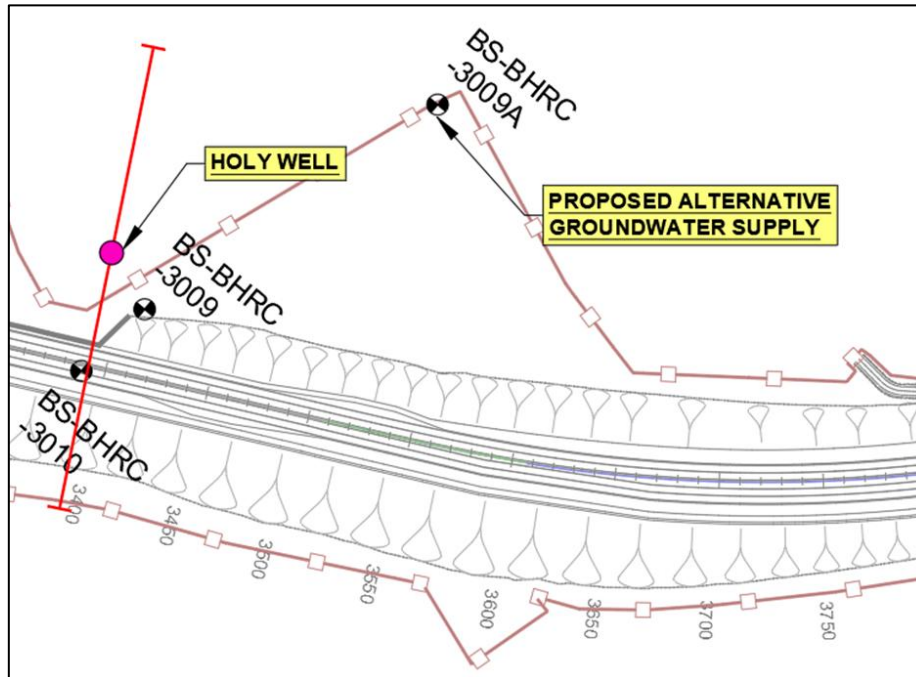 BS-BHRC
-3009A
HOLY WELL
PROPOSED ALTERNATIVE
GROUNDWATER SUPPLY
BS-BHRC
-3009
BS-BHRC
-3010
3400
3450
3500
3550
3600
3650
3700
3750